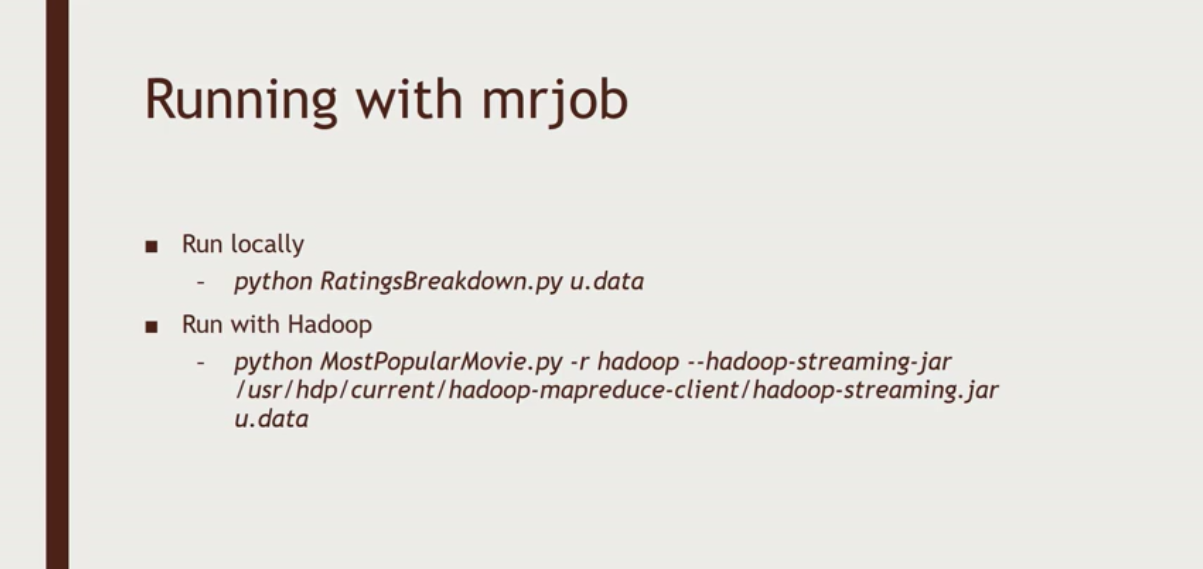 Running with mrjob
■ Run locally
– python RatingsBreakdown.py u.data
■ Run with Hadoop
– python MostPopularMovie.py -r hadoop --hadoop-streaming-jar
/usr/hdp/current/hadoop-mapreduce-client/hadoop-streaming.jar
u.data